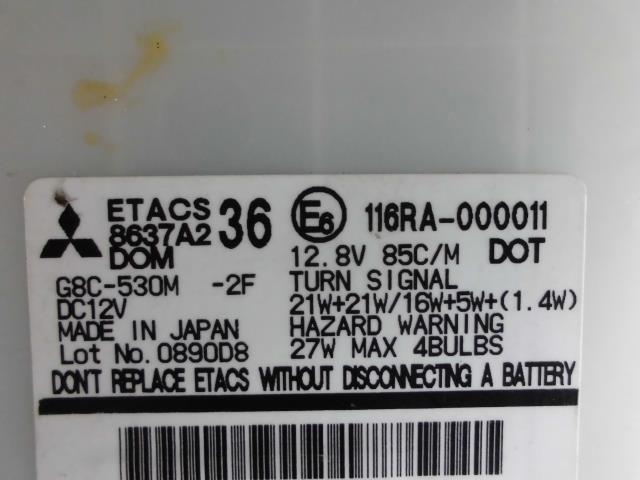 ETACS 36 E6 116RA-000011
8637A2
DOM 12.8V 85C/M DOT
G8C-530M -2F TURN SIGNAL
DC12V 21W+21W/16W+5W+(1.4W)
MADE IN JAPAN HAZARD WARNING
Lot No. 0890D8 27W MAX 4BULBS
DON'T REPLACE ETACS WITHOUT DISCONNECTING A BATTERY